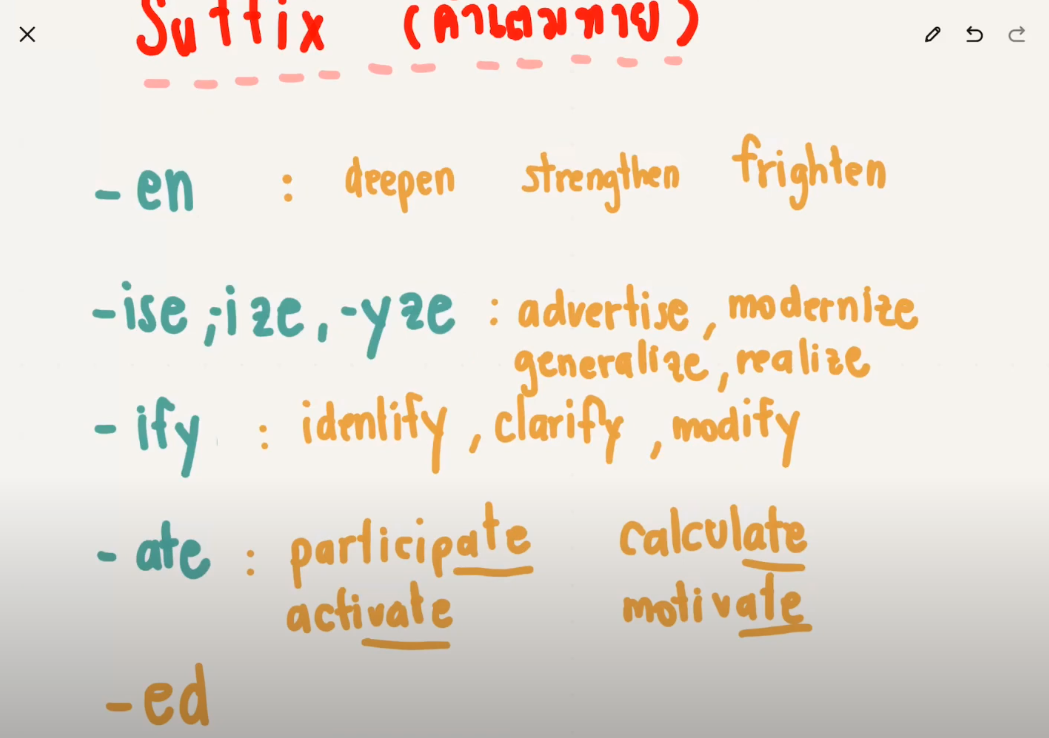 Suffix (คำเติมท้าย)
- en : deepen strengthen frighten
-ise ,-ize , -yze : advertise , modernize
generalize , realize
- ify : identify , clarify , modify
- ate : participate calculate
activate motivate
- ed